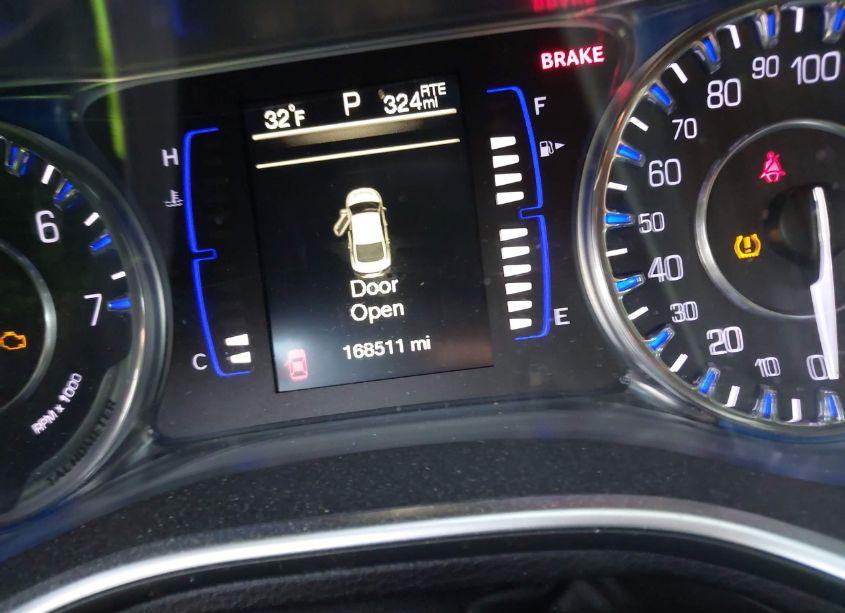 BRAKE
32°F P 324 RTE mi
H
F
Door
Open
168511 mi
C
E
6
7
RPM x 1000
TACHOMETER
100
90
80
70
60
50
40
30
20
10
0